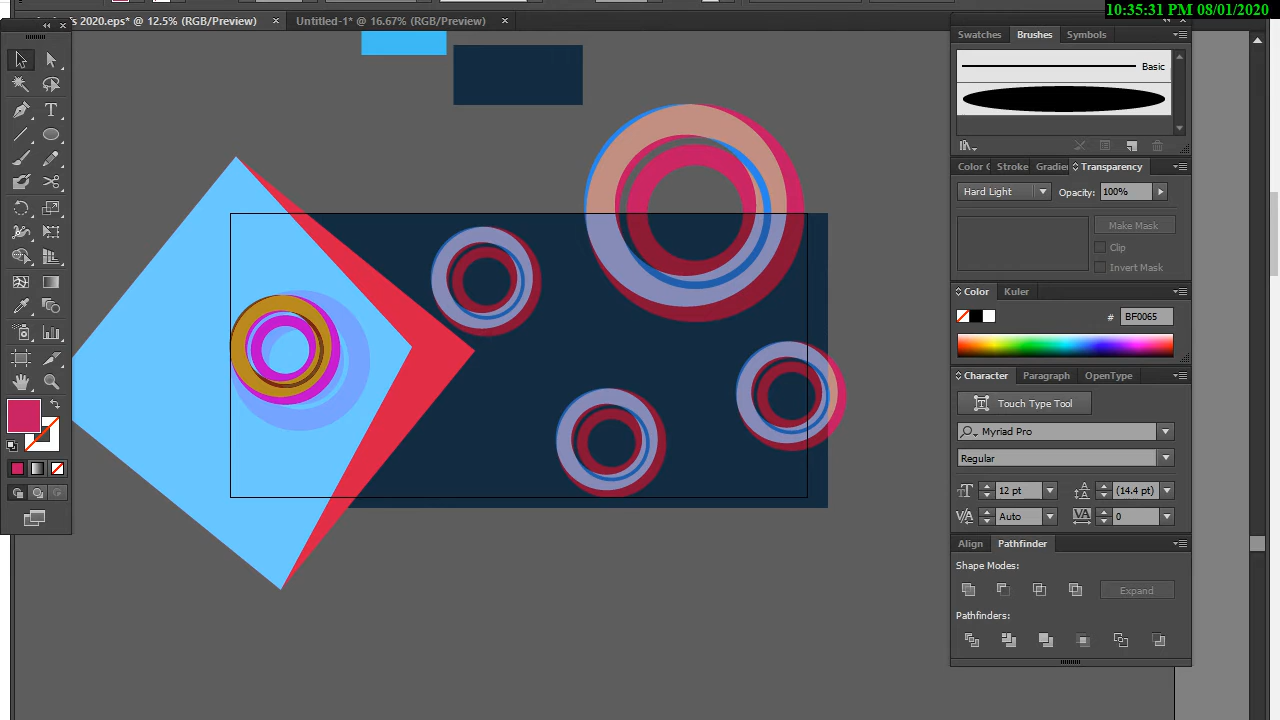 10:35:31 PM 08/01/2020
2020.eps* @ 12.5% (RGB/Preview) ×
Untitled-1* @ 16.67% (RGB/Preview) ×
Swatches Brushes Symbols
Basic
Color Stroke Gradie Transparency
Hard Light Opacity: 100%
Make Mask
Clip
Invert Mask
Color Kuler
# BF0065
Character Paragraph OpenType
Touch Type Tool
Myriad Pro
Regular
12 pt (14.4 pt)
Auto 0
Align Pathfinder
Shape Modes:
Expand
Pathfinders: